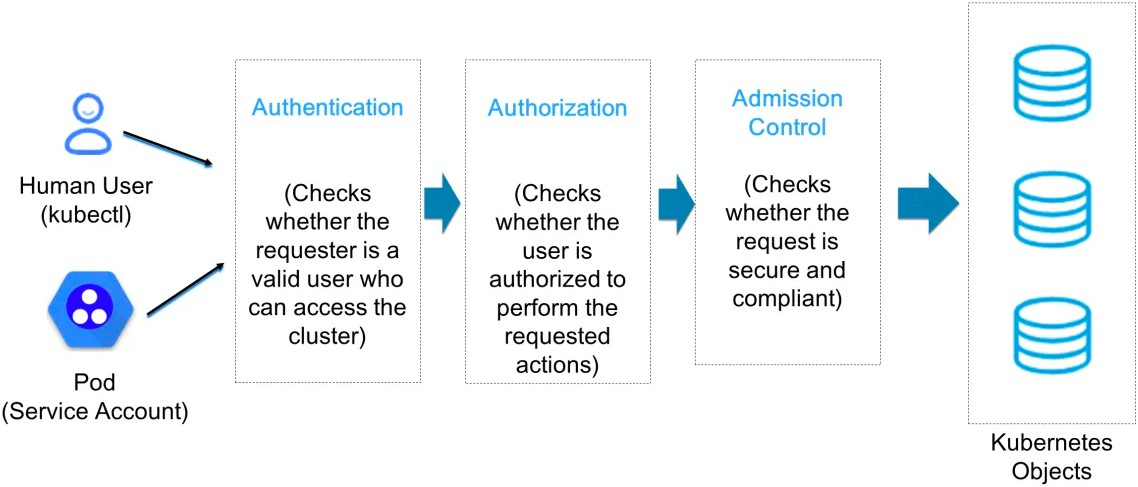 Human User
(kubectl)
Pod
(Service Account)
Authentication
(Checks
whether the
requester is a
valid user who
can access the
cluster)
Authorization
(Checks
whether the
user is
authorized to
perform the
requested
actions)
Admission
Control
(Checks
whether the
request is
secure and
compliant)
Kubernetes
Objects